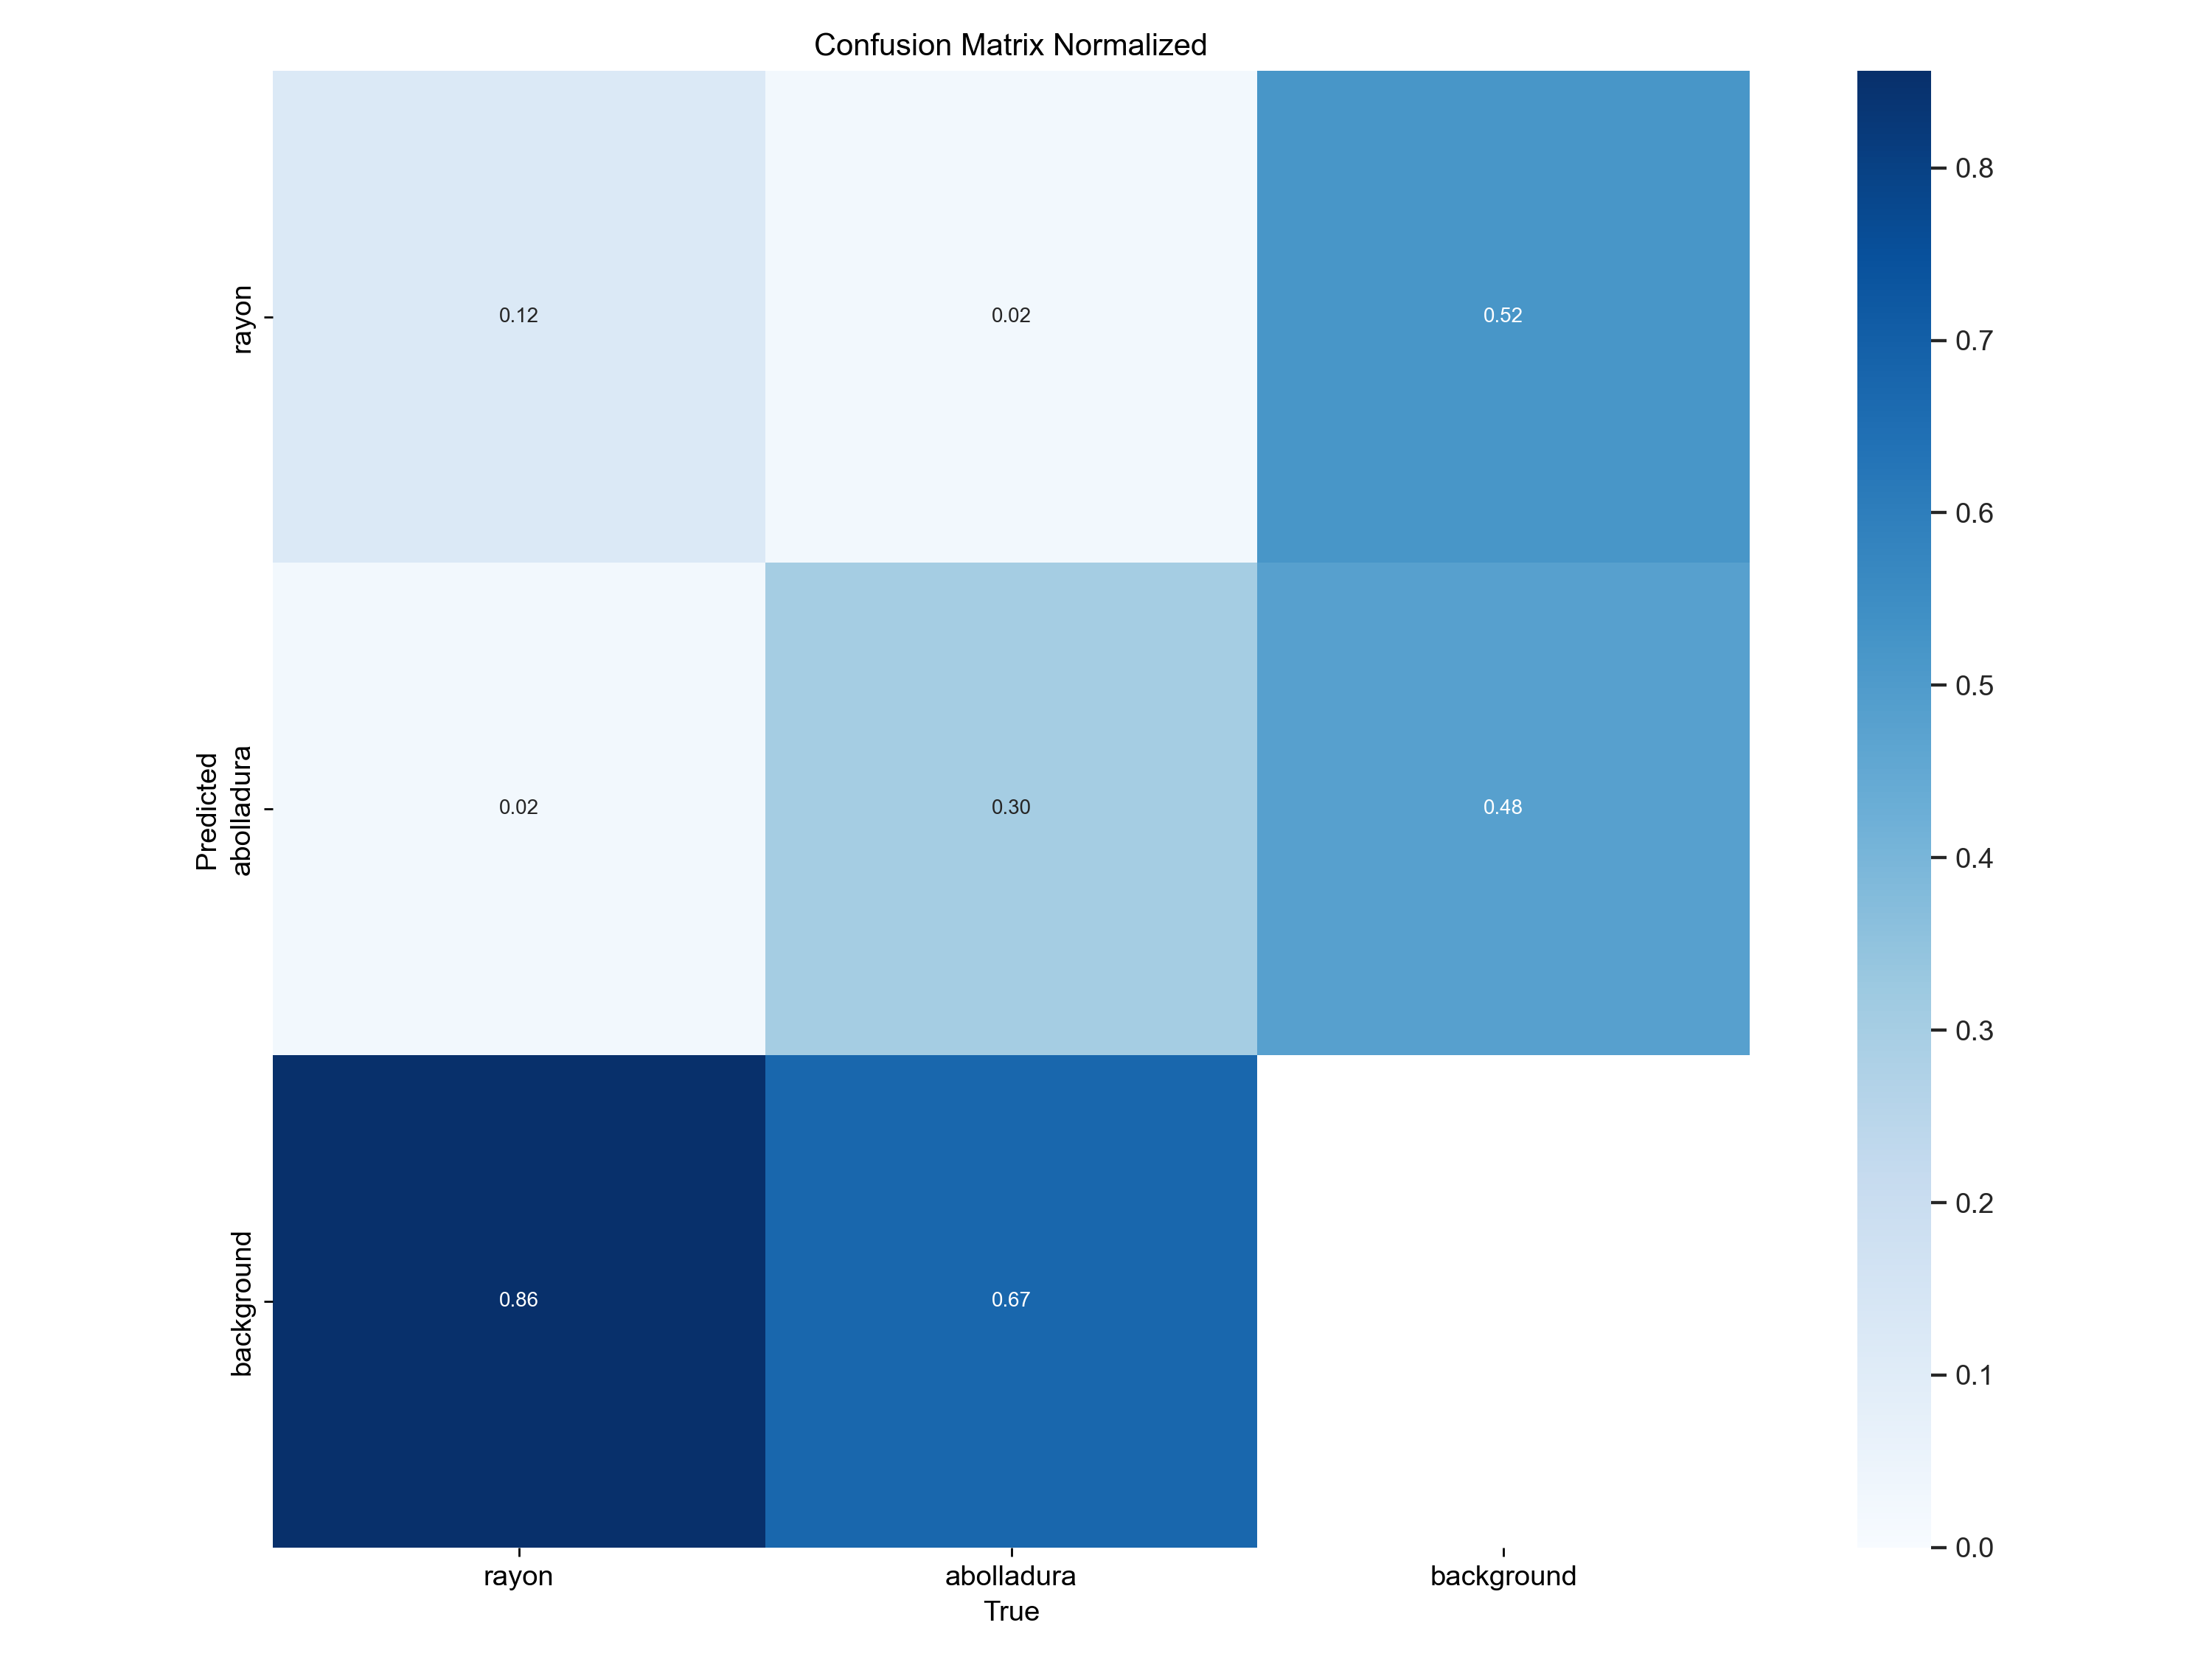 Confusion Matrix Normalized
rayon
0.12
0.02
0.52
0.8
0.7
0.6
0.5
0.4
0.3
0.2
0.1
0.0
Predicted
abolladura
0.02
0.30
0.48
background
0.86
0.67
rayon
abolladura
background
True